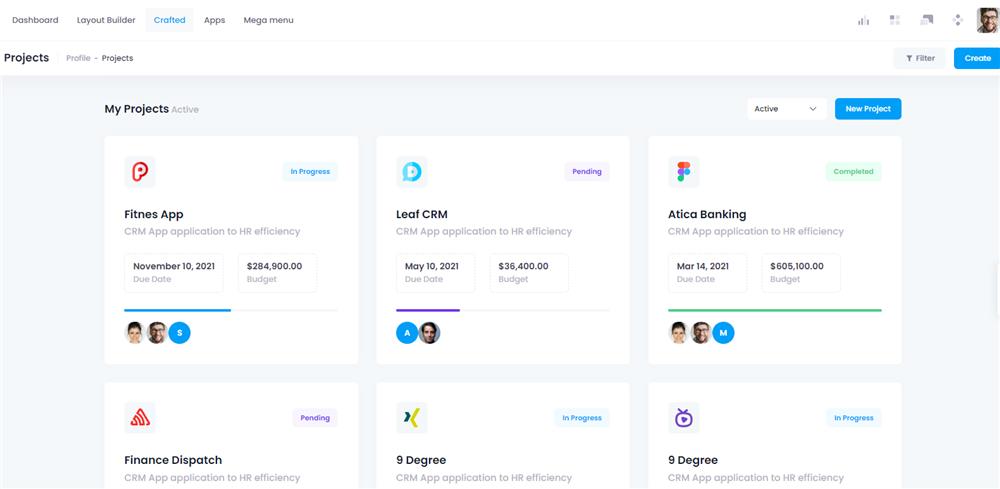 Dashboard Layout Builder Crafted Apps Mega menu
Projects Profile - Projects Filter Create
My Projects Active Active New Project
In Progress Pending Completed
Fitnes App Leaf CRM Atica Banking
CRM App application to HR efficiency CRM App application to HR efficiency CRM App application to HR efficiency
November 10, 2021 $284,900.00 May 10, 2021 $36,400.00 Mar 14, 2021 $605,100.00
Due Date Budget Due Date Budget Due Date Budget
S A M
Pending In Progress In Progress
Finance Dispatch 9 Degree 9 Degree
CRM App application to HR efficiency CRM App application to HR efficiency CRM App application to HR efficiency